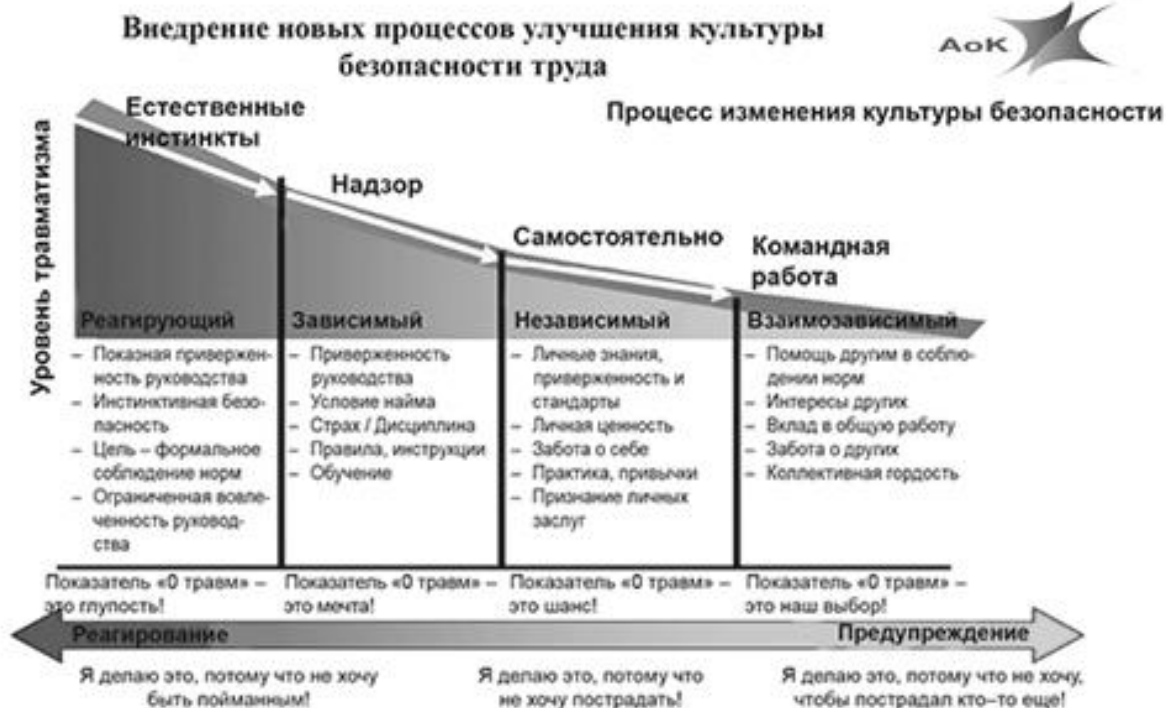 Внедрение новых процессов улучшения культуры
безопасности труда
АоК
Процесс изменения культуры безопасности
Уровень травматизма
Естественные
инстинкты
Надзор
Самостоятельно
Командная
работа
Реагирующий
– Показная привержен-
ность руководства
– Инстинктивная безо-
пасность
– Цель – формальное
соблюдение норм
– Ограниченная вовле-
ченность руковод-
ства
Зависимый
– Приверженность
руководства
– Условие найма
– Страх / Дисциплина
– Правила, инструкции
– Обучение
Независимый
– Личные знания,
приверженность и
стандарты
– Личная ценность
– Забота о себе
– Практика, привычки
– Признание личных
заслуг
Взаимозависимый
– Помощь другим в соблю-
дении норм
– Интересы других
– Вклад в общую работу
– Забота о других
– Коллективная гордость
Показатель «0 травм» –
это глупость!
Показатель «0 травм» –
это мечта!
Показатель «0 травм» –
это шанс!
Показатель «0 травм» –
это наш выбор!
Реагирование
Предупреждение
Я делаю это, потому что не хочу
быть пойманным!
Я делаю это, потому что
не хочу пострадать!
Я делаю это, потому что не хочу,
чтобы пострадал кто–то еще!